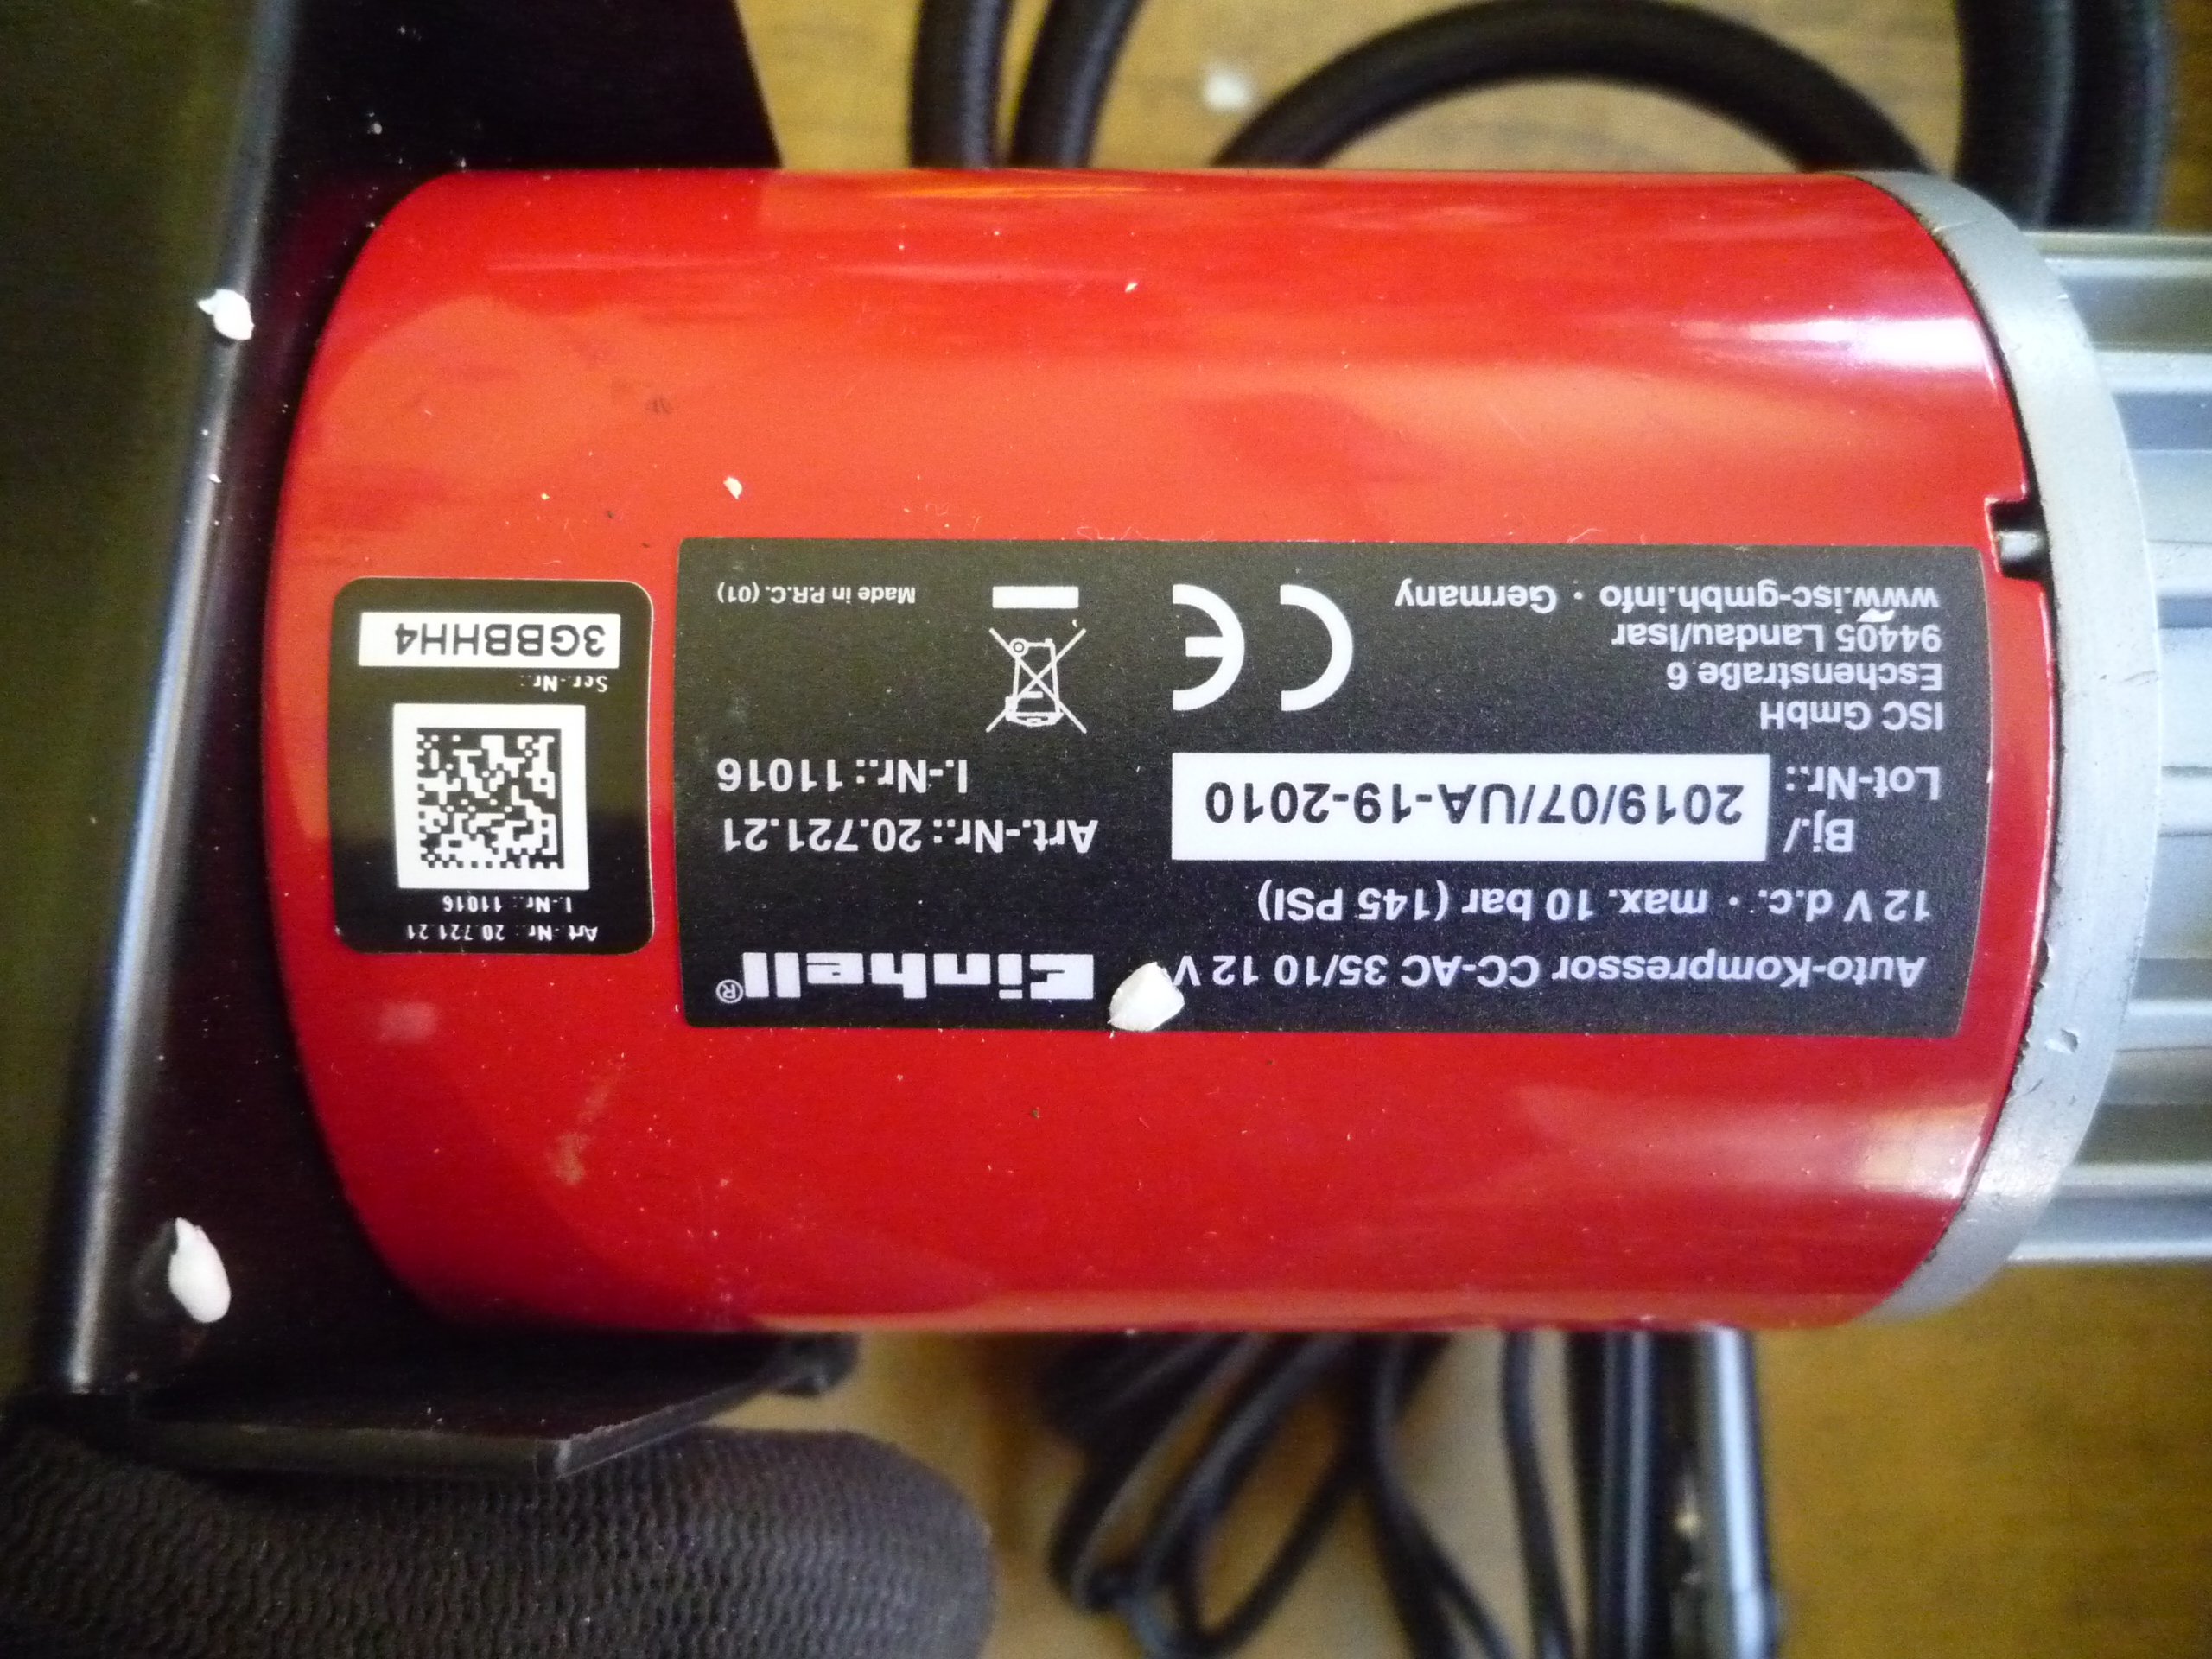 Auto-Kompressor CC-AC 35/10 12 V
Einhell®
12 V d.c. · max. 10 bar (145 PSI)
Bj./
Lot-Nr.:
2019/07/UA-19-2010
Art.-Nr.: 20.721.21
I.-Nr.: 11016
ISC GmbH
Eschenstraße 6
94405 Landau/Isar
www.isc-gmbh.info · Germany
CE
Made in P.R.C. (01)
Art.-Nr.: 20.721.21
I.-Nr.: 11016
Ser.-Nr.:
3GBBHH4